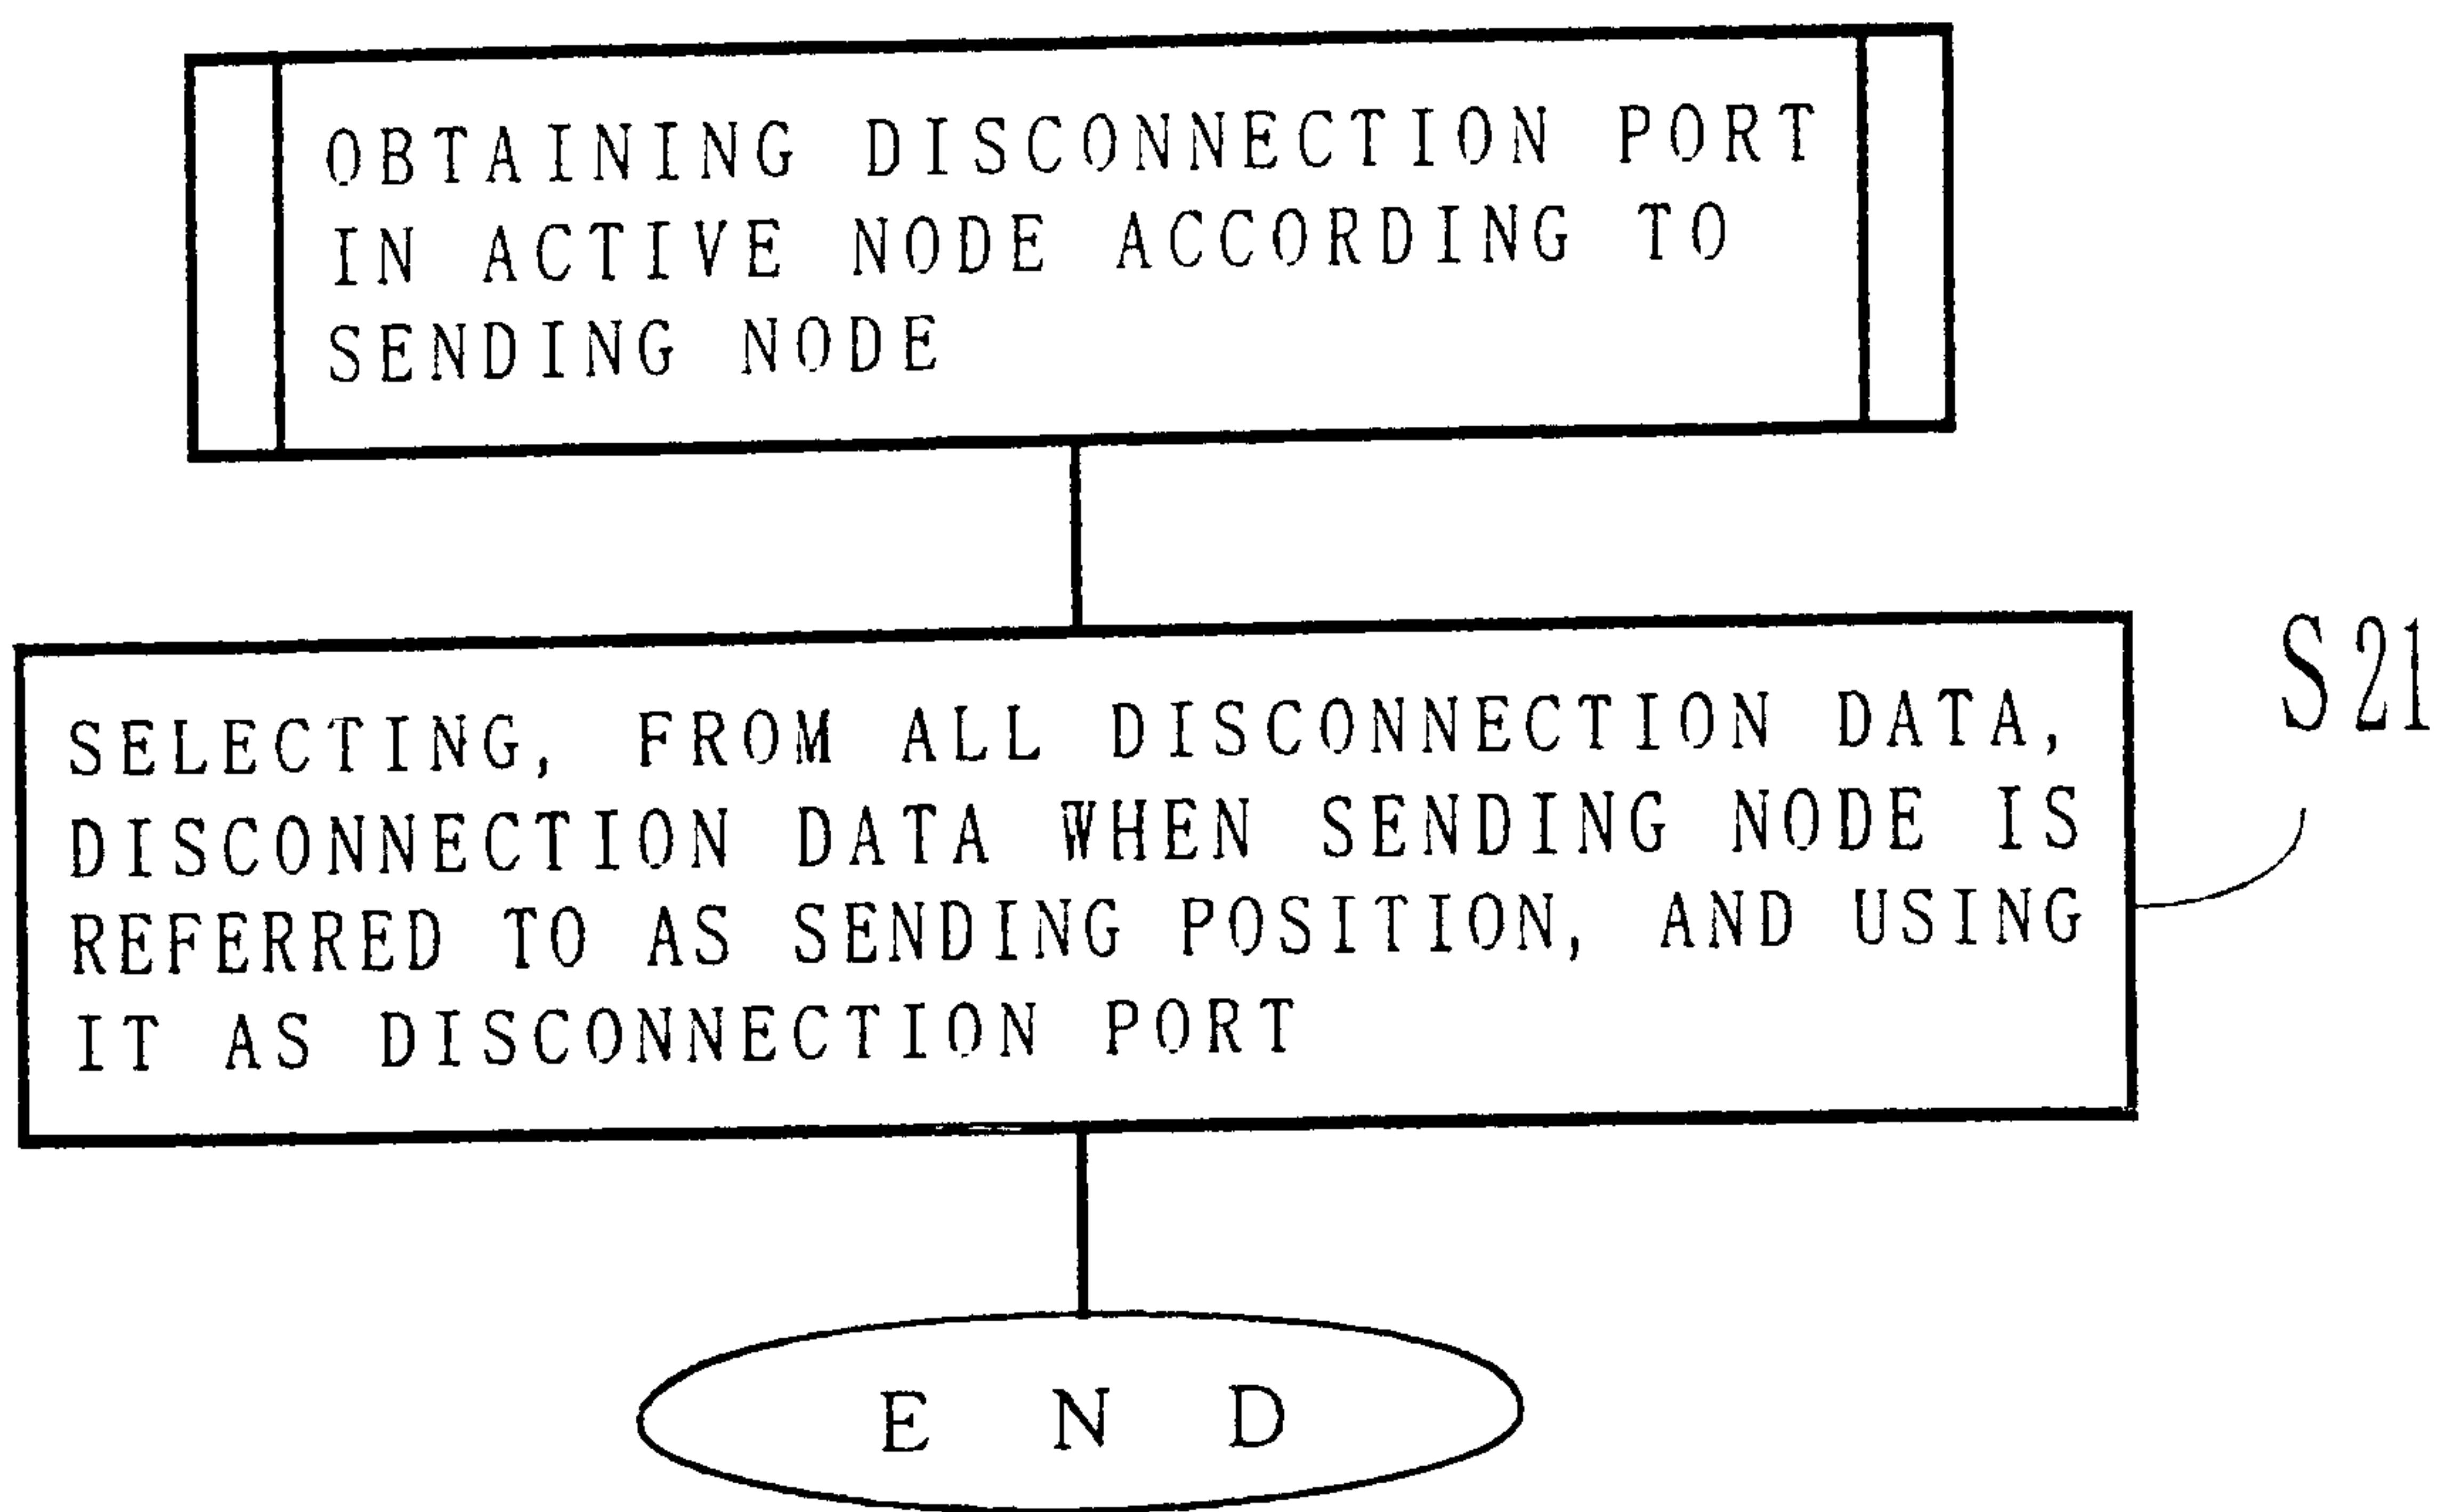 OBTAINING DISCONNECTION PORT
IN ACTIVE NODE ACCORDING TO
SENDING NODE
S21
SELECTING, FROM ALL DISCONNECTION DATA,
DISCONNECTION DATA WHEN SENDING NODE IS
REFERRED TO AS SENDING POSITION, AND USING
IT AS DISCONNECTION PORT
END